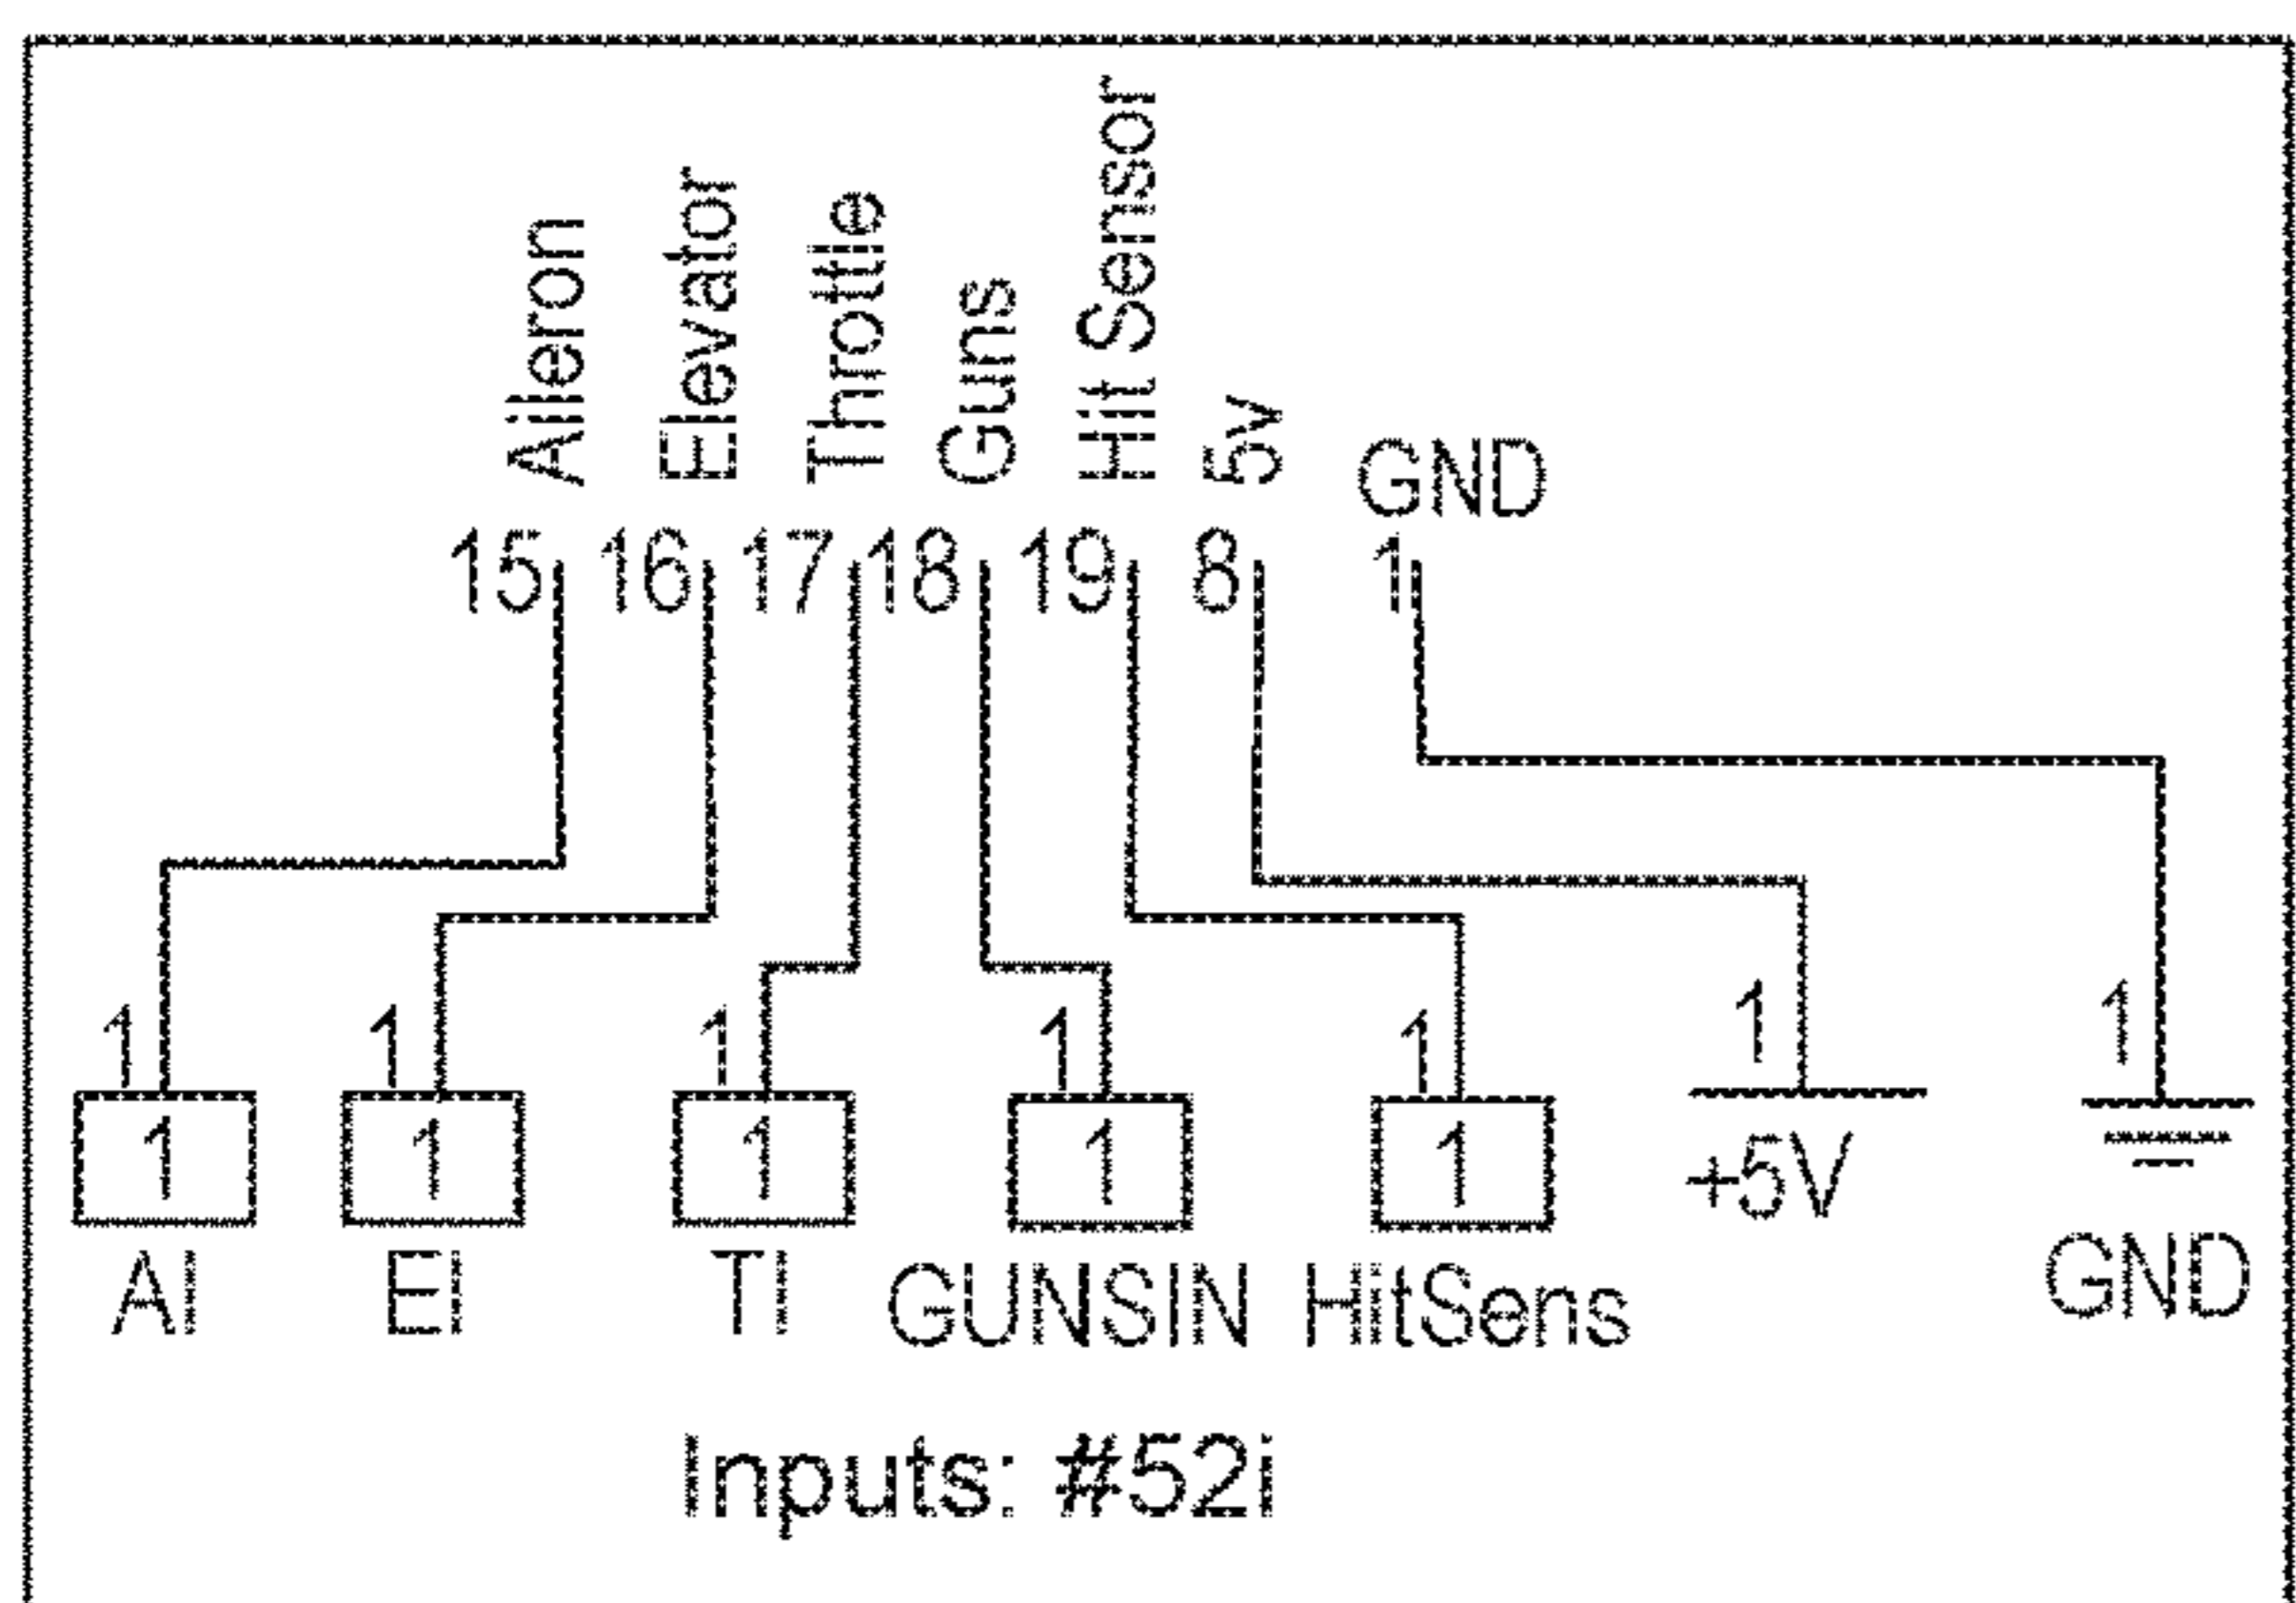 Aileron Elevator Throttle Guns Hit Sensor 5v GND
15 16 17 18 19 8 1
1 1 1 1 1 1 1
1 1 1 1 1 +5V
AI EI TI GUNSIN HitSens GND
Inputs: #52i